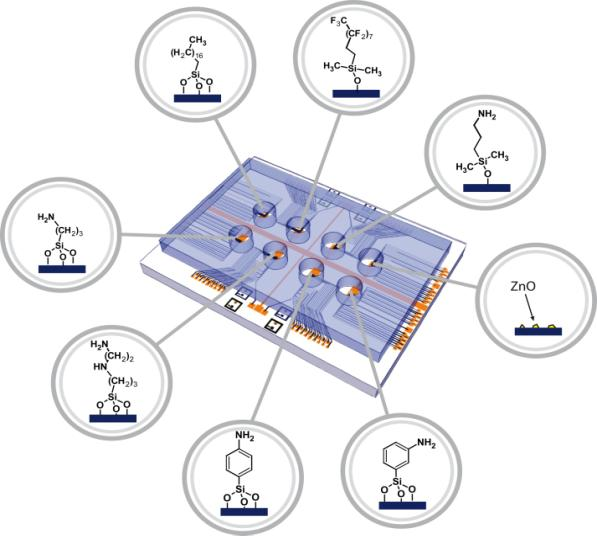 CH₃
(H₂C)₁₆
Si
O O O
F₃C
(CF₂)₇
H₃C Si CH₃
O
NH₂
H₃C Si CH₃
O
H₂N
(CH₂)₃
Si
O O O
ZnO
H₂N
(CH₂)₂
HN
(CH₂)₃
Si
O O O
NH₂
Si
O O O
NH₂
Si
O O O